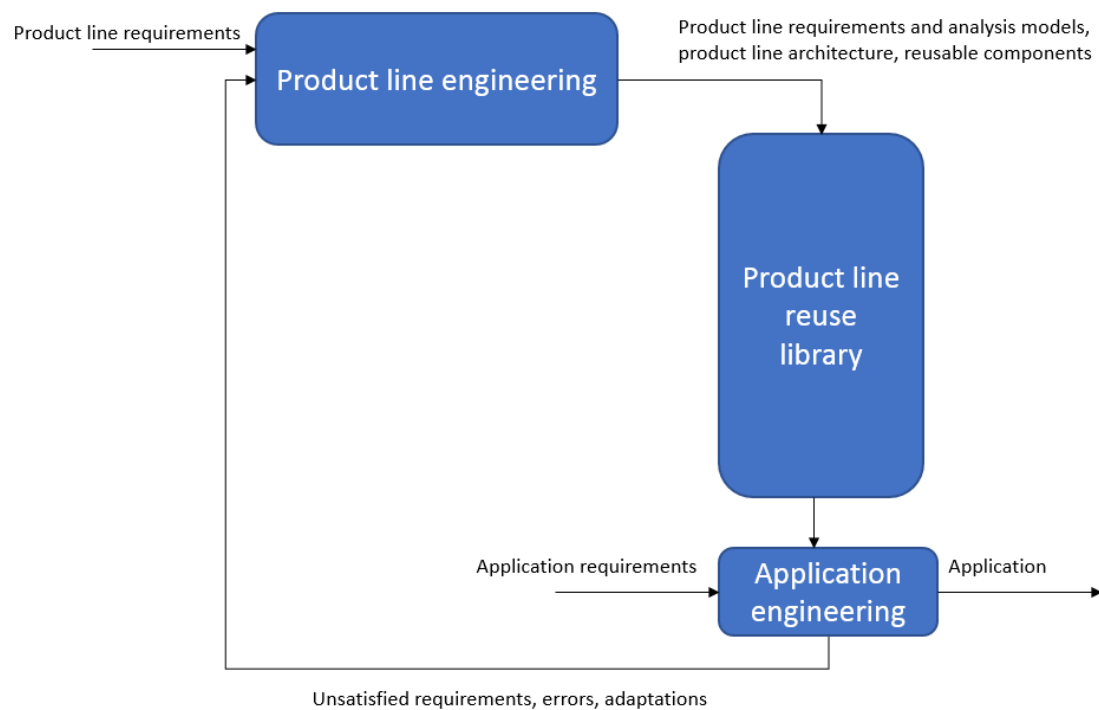 Product line requirements
Product line requirements and analysis models,
product line architecture, reusable components
Product line engineering
Product line
reuse
library
Application requirements
Application
engineering
Application
Unsatisfied requirements, errors, adaptations